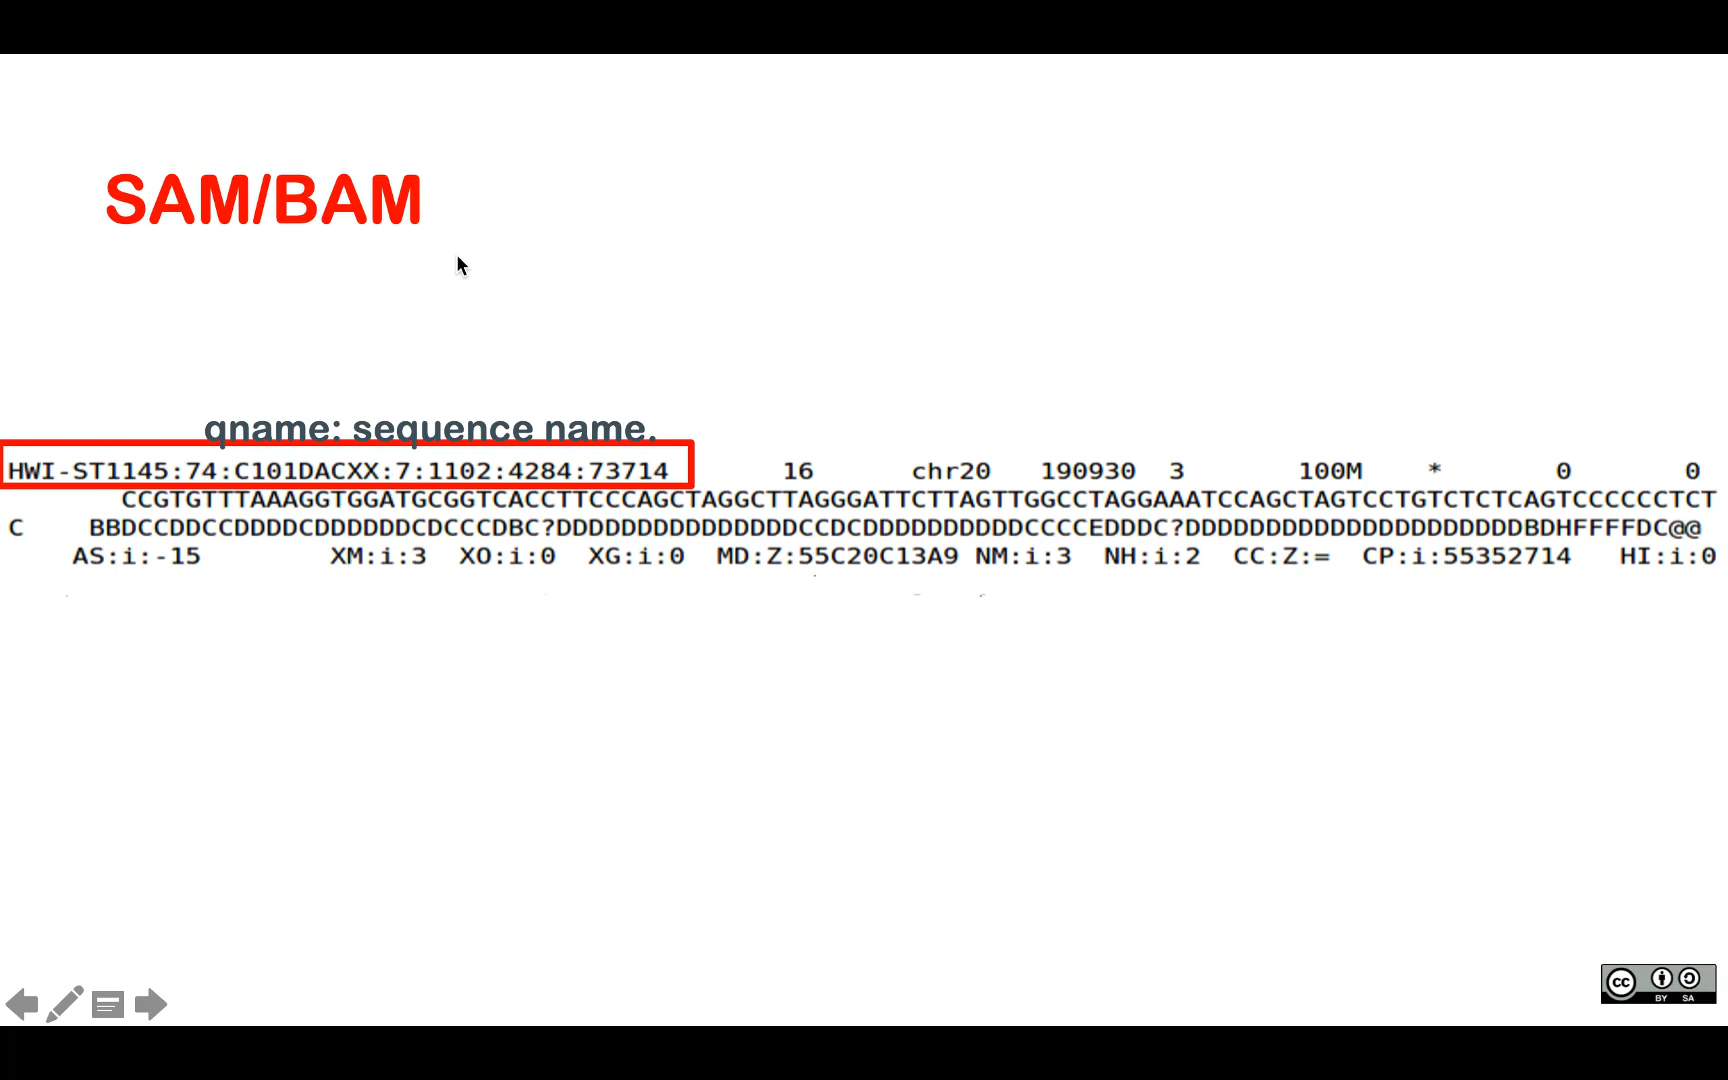 SAM/BAM
qname: sequence name.
HWI-ST1145:74:C101DACXX:7:1102:4284:73714 16 chr20 190930 3 100M * 0 0
CCGTGTTTAAAGGTGGATGCGGTCACCTTCCCAGCTAGGCTTAGGGATTCTTAGTTGGCCTAGGAAATCCAGCTAGTCCTGTCTCTCAGTCCCCCCTCT
C BBDCCDDCCDDDDCDDDDDDCDCCCDBC?DDDDDDDDDDDDDDDCCDCDDDDDDDDDDCCCCEDDDC?DDDDDDDDDDDDDDDDDDDDDBDHFFFFDC@@
AS:i:-15 XM:i:3 XO:i:0 XG:i:0 MD:Z:55C20C13A9 NM:i:3 NH:i:2 CC:Z:= CP:i:55352714 HI:i:0
CC BY SA